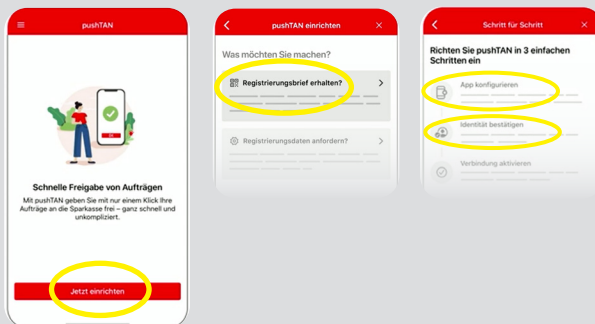 pushTAN
Schnelle Freigabe von Aufträgen
Mit pushTAN geben Sie mit nur einem Klick Ihre
Aufträge an die Sparkasse frei – ganz schnell und
unkompliziert.
Jetzt einrichten
pushTAN einrichten
Was möchten Sie machen?
Registrierungsbrief erhalten?
Registrierungsdaten anfordern?
Schritt für Schritt
Richten Sie pushTAN in 3 einfachen
Schritten ein
App konfigurieren
Identität bestätigen
Verbindung aktivieren